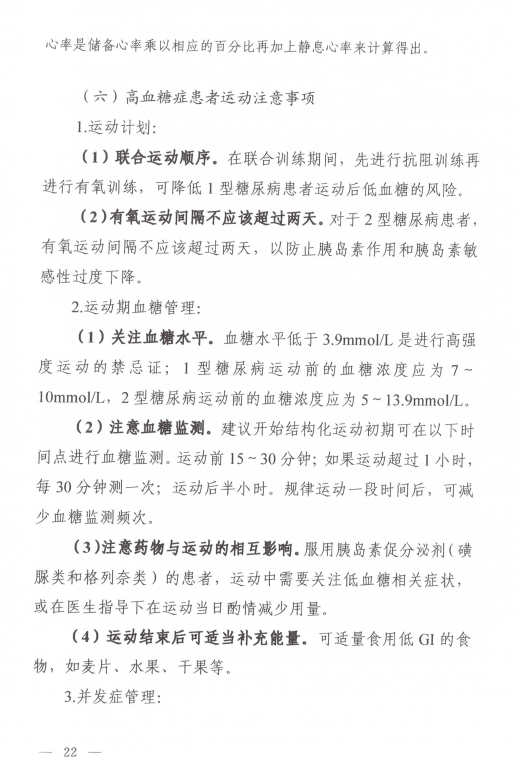 心率是储备心率乘以相应的百分比再加上静息心率来计算得出。
（六）高血糖症患者运动注意事项
1.运动计划：
（1）联合运动顺序。在联合训练期间，先进行抗阻训练再
进行有氧训练，可降低 1 型糖尿病患者运动后低血糖的风险。
（2）有氧运动间隔不应该超过两天。对于 2 型糖尿病患者，
有氧运动间隔不应该超过两天，以防止胰岛素作用和胰岛素敏
感性过度下降。
2.运动期血糖管理：
（1）关注血糖水平。血糖水平低于 3.9mmol/L 是进行高强
度运动的禁忌证；1 型糖尿病运动前的血糖浓度应为 7～
10mmol/L，2 型糖尿病运动前的血糖浓度应为 5～13.9mmol/L。
（2）注意血糖监测。建议开始结构化运动初期可在以下时
间点进行血糖监测。运动前 15～30 分钟；如果运动超过 1 小时，
每 30 分钟测一次；运动后半小时。规律运动一段时间后，可减
少血糖监测频次。
（3）注意药物与运动的相互影响。服用胰岛素促分泌剂（磺
脲类和格列奈类）的患者，运动中需要关注低血糖相关症状，
或在医生指导下在运动当日酌情减少用量。
（4）运动结束后可适当补充能量。可适量食用低 GI 的食
物，如麦片、水果、干果等。
3.并发症管理：
— 22 —